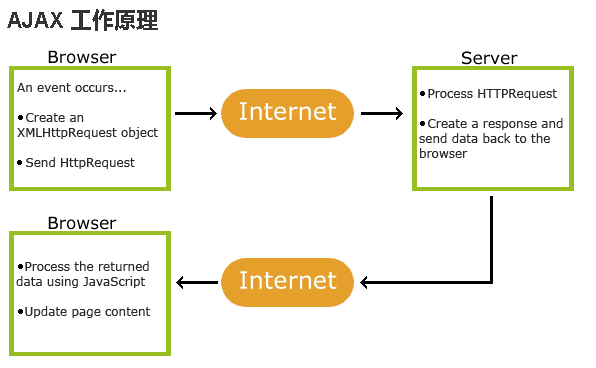 AJAX 工作原理
Browser
An event occurs...
•Create an
XMLHttpRequest object
• Send HttpRequest
Internet
Server
•Process HTTPRequest
•Create a response and
send data back to the
browser
Browser
•Process the returned
data using JavaScript
•Update page content
Internet